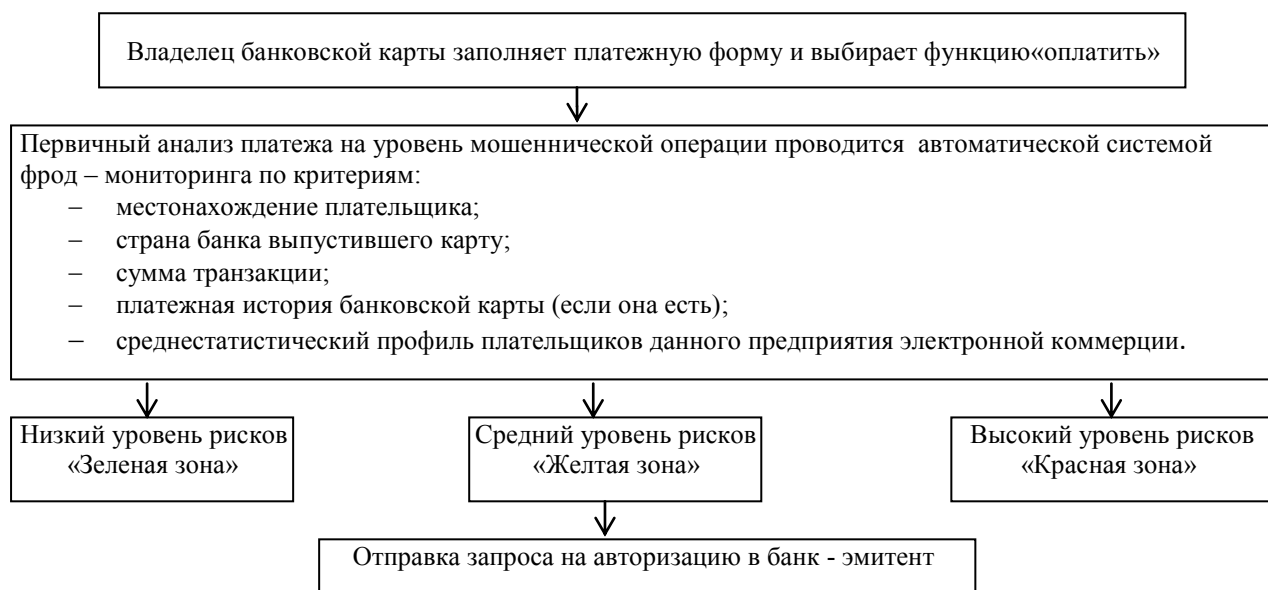 Владелец банковской карты заполняет платежную форму и выбирает функцию«оплатить»
Первичный анализ платежа на уровень мошеннической операции проводится автоматической системой
фрод – мониторинга по критериям:
– местонахождение плательщика;
– страна банка выпустившего карту;
– сумма транзакции;
– платежная история банковской карты (если она есть);
– среднестатистический профиль плательщиков данного предприятия электронной коммерции.
Низкий уровень рисков
«Зеленая зона»
Средний уровень рисков
«Желтая зона»
Высокий уровень рисков
«Красная зона»
Отправка запроса на авторизацию в банк - эмитент